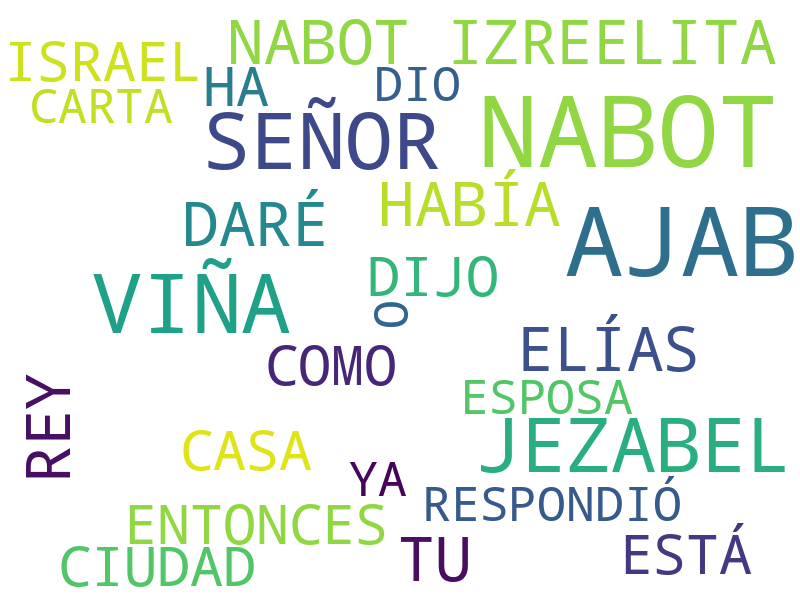 NABOT IZREELITA
ISRAEL
HA
DIO
CARTA
SEÑOR
NABOT
DARÉ
HABÍA
AJAB
VIÑA
DIJO
O
ELÍAS
COMO
REY
ESPOSA
CASA
JEZABEL
YA
RESPONDIÓ
ENTONCES
TU
ESTÁ
CIUDAD